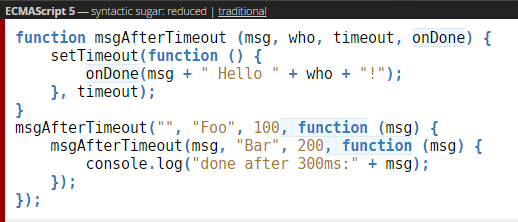 ECMAScript 5 — syntactic sugar: reduced | traditional
function msgAfterTimeout (msg, who, timeout, onDone) {
    setTimeout(function () {
        onDone(msg + " Hello " + who + "!");
    }, timeout);
}
msgAfterTimeout("", "Foo", 100, function (msg) {
    msgAfterTimeout(msg, "Bar", 200, function (msg) {
        console.log("done after 300ms:" + msg);
    });
});